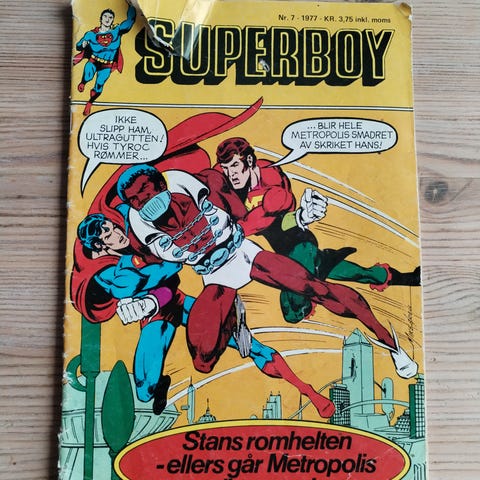 Nr. 7 · 1977 · KR. 3,75 inkl. moms
SUPERBOY
IKKE
SLIPP HAM,
ULTRAGUTTEN!
HVIS TYROC
RØMMER...
...BLIR HELE
METROPOLIS SMADRET
AV SKRIKET HANS!
Stans romhelten
-ellers går Metropolis